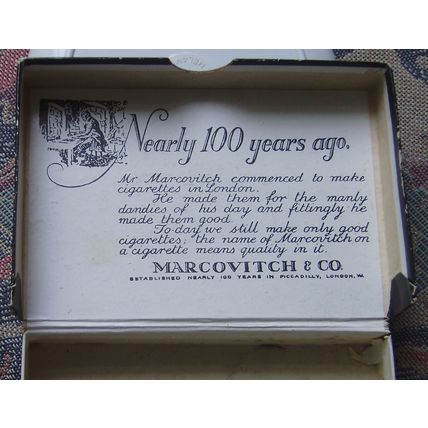 Nearly 100 years ago.
Mr Marcovitch commenced to make
cigarettes in London.
He made them for the manly
dandies of his day and fittingly he
made them good.
To-day we still make only good
cigarettes; the name of Marcovitch on
a cigarette means quality in it.
MARCOVITCH & CO.
ESTABLISHED NEARLY 100 YEARS IN PICCADILLY, LONDON, W.